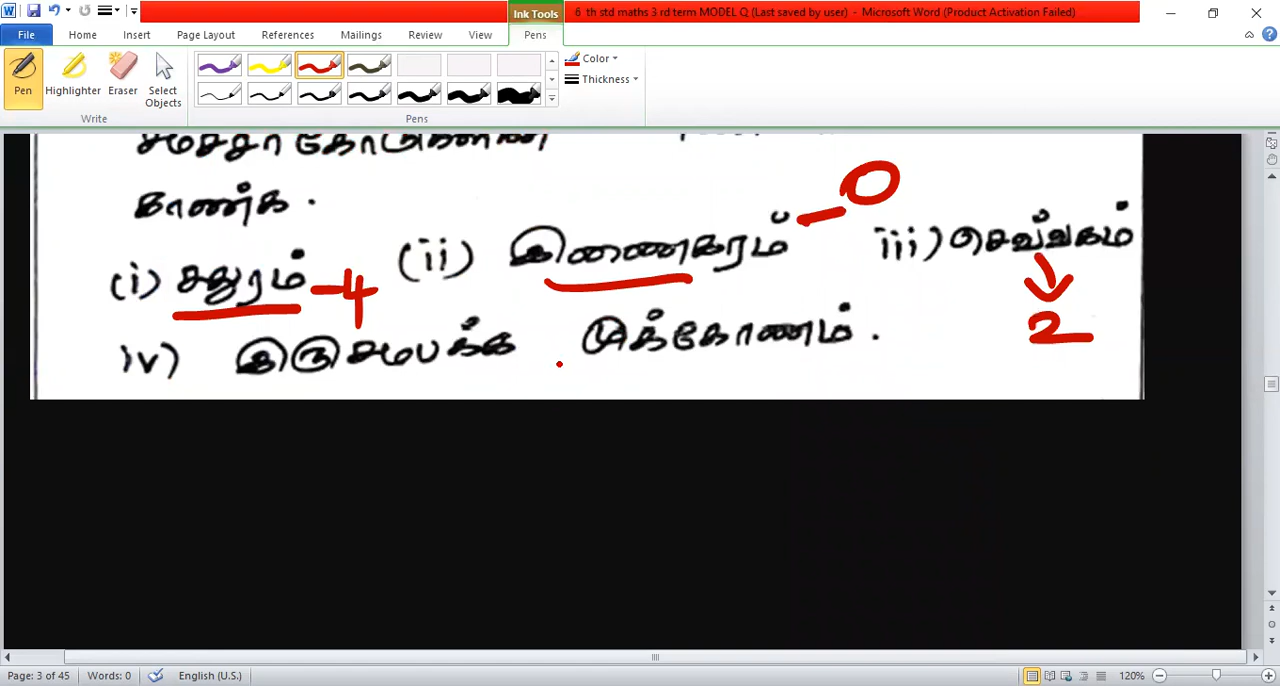 Ink Tools
6 th std maths 3 rd term MODEL Q (Last saved by user) - Microsoft Word (Product Activation Failed)
File Home Insert Page Layout References Mailings Review View Pens
Pen Highlighter Eraser Select Objects
Color
Thickness
Write Pens
காண்க.
(i) சதுரம் -4 (ii) இணைகரம் -0 iii) செவ்வகம்
2
iv) இருசமபக்க முக்கோணம்.
Page: 3 of 45 Words: 0 English (U.S.) 120%